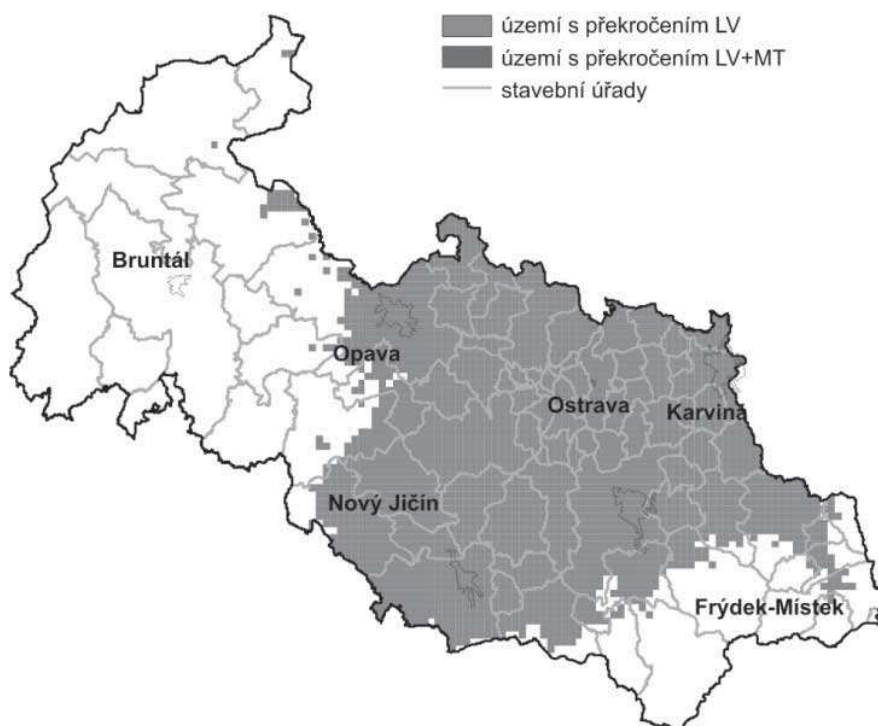 území s překročením LV
území s překročením LV+MT
stavební úřady
Bruntál
Opava
Ostrava
Karviná
Nový Jičín
Frýdek-Místek